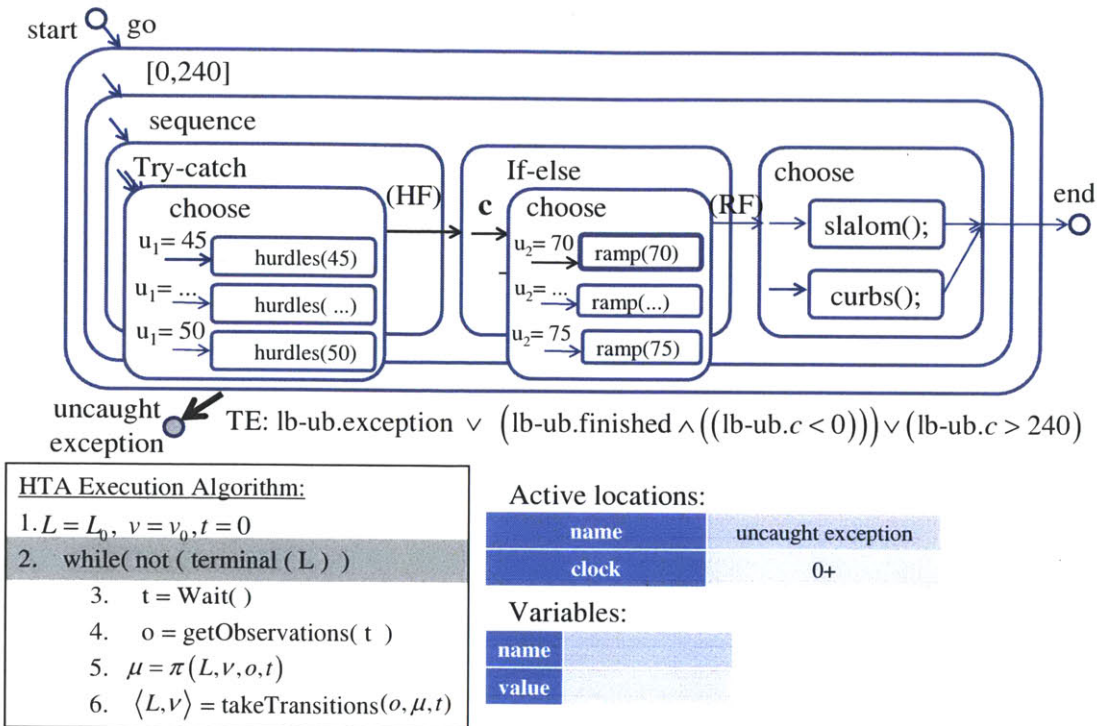 start go
[0,240]
sequence
Try-catch If-else choose
choose (HF) c choose (RF) end
u₁= 45 hurdles(45) u₂= 70 ramp(70) slalom();
u₁= ... hurdles( ...) u₂= ... ramp(...) curbs();
u₁= 50 hurdles(50) u₂= 75 ramp(75)
uncaught
exception
TE: lb-ub.exception ∨ (lb-ub.finished ∧ ((lb-ub.c < 0))) ∨ (lb-ub.c > 240)
HTA Execution Algorithm:
1. L = L₀, ν = ν₀, t = 0
2. while( not ( terminal ( L ) )
3. t = Wait( )
4. o = getObservations( t )
5. μ = π(L,ν,o,t)
6. ⟨L,ν⟩ = takeTransitions(o,μ,t)
Active locations:
name uncaught exception
clock 0+
Variables:
name
value